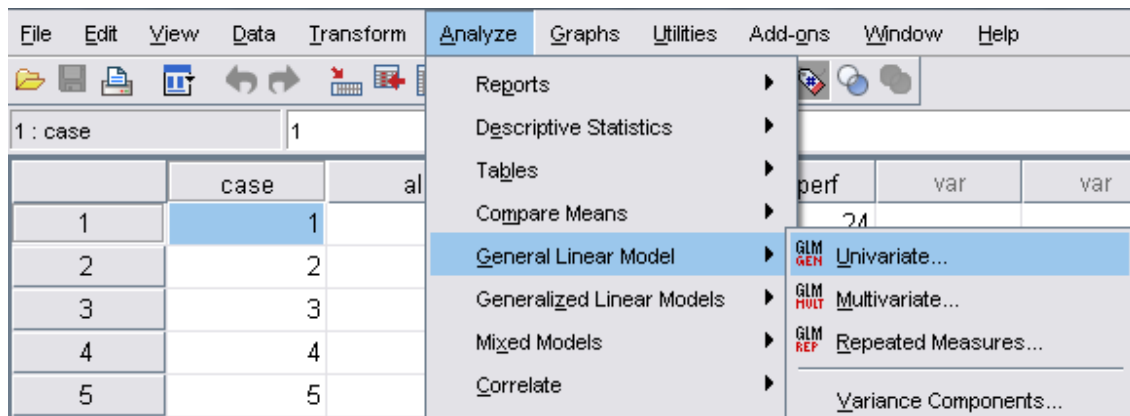 File Edit View Data Transform Analyze Graphs Utilities Add-ons Window Help
1 : case 1
case al perf var var
1 1 24
2 2
3 3
4 4
5 5
Reports
Descriptive Statistics
Tables
Compare Means
General Linear Model
Generalized Linear Models
Mixed Models
Correlate
GLM GEN Univariate...
GLM MULT Multivariate...
GLM REP Repeated Measures...
Variance Components...